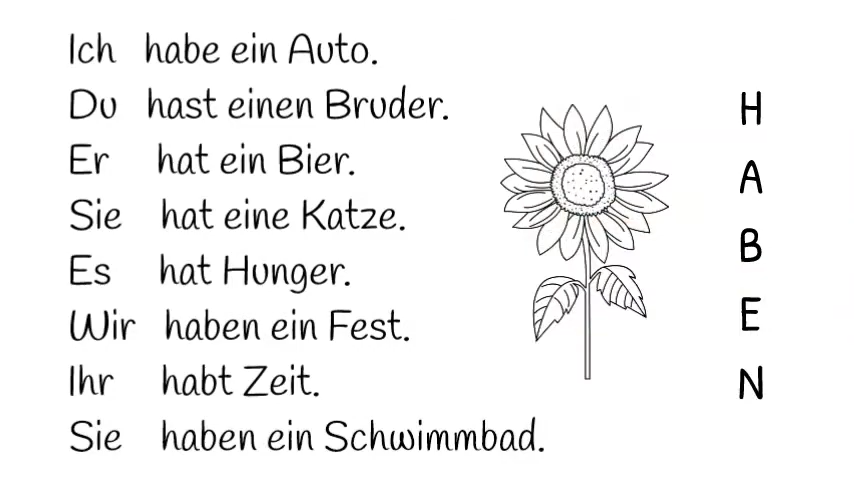 Ich habe ein Auto.
Du hast einen Bruder.
Er hat ein Bier.
Sie hat eine Katze.
Es hat Hunger.
Wir haben ein Fest.
Ihr habt Zeit.
Sie haben ein Schwimmbad.
H
A
B
E
N